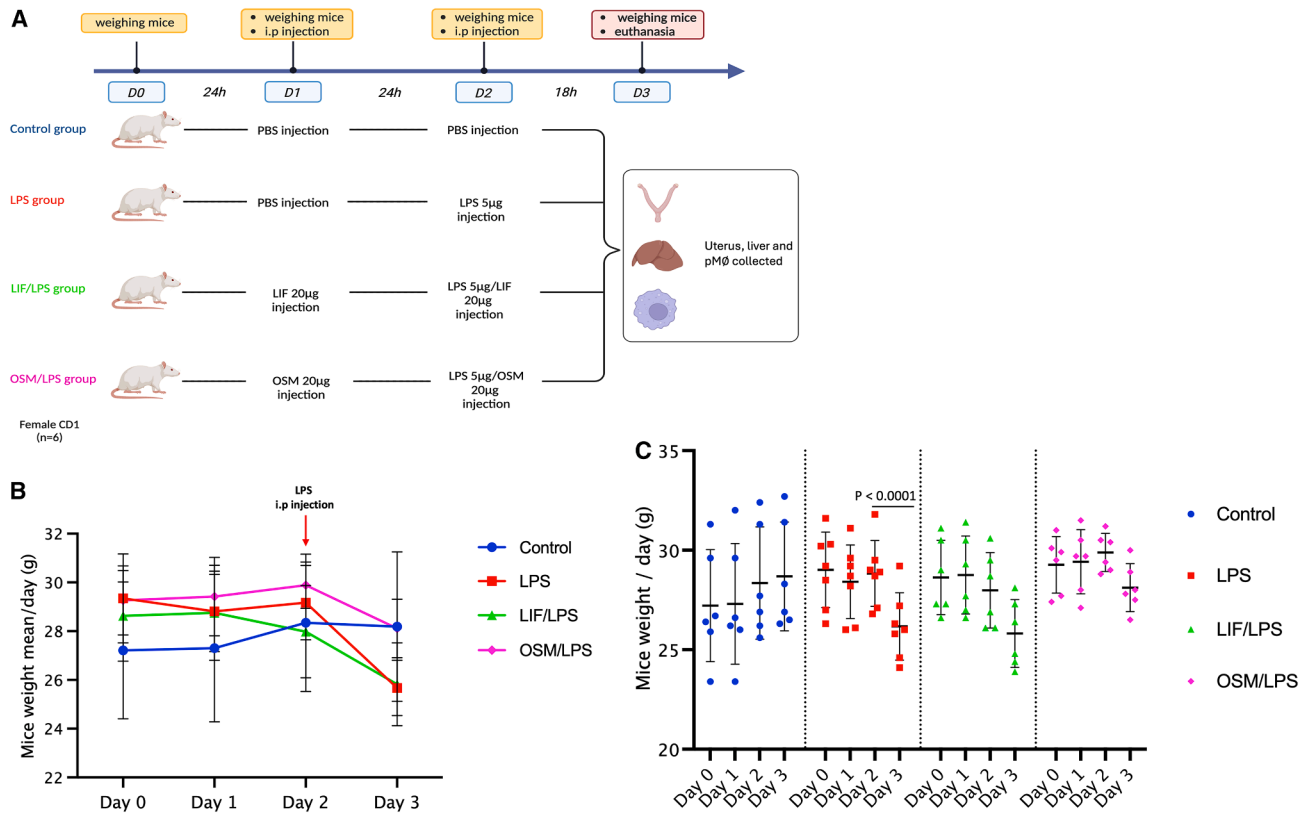 A
weighing mice
• weighing mice
• i.p injection
• weighing mice
• i.p injection
• weighing mice
• euthanasia
D0 24h D1 24h D2 18h D3
Control group
PBS injection
PBS injection
LPS group
PBS injection
LPS 5µg
injection
LIF/LPS group
LIF 20µg
injection
LPS 5µg/LIF
20µg
injection
OSM/LPS group
OSM 20µg
injection
LPS 5µg/OSM
20µg
injection
Uterus, liver and
pMØ collected
Female CD1
(n=6)
B
LPS
i.p injection
Mice weight mean/day (g)
32
30
28
26
24
22
Day 0 Day 1 Day 2 Day 3
Control
LPS
LIF/LPS
OSM/LPS
C
Mice weight / day (g)
35
30
25
20
P < 0.0001
Day 0 Day 1 Day 2 Day 3 Day 0 Day 1 Day 2 Day 3 Day 0 Day 1 Day 2 Day 3 Day 0 Day 1 Day 2 Day 3
Control
LPS
LIF/LPS
OSM/LPS